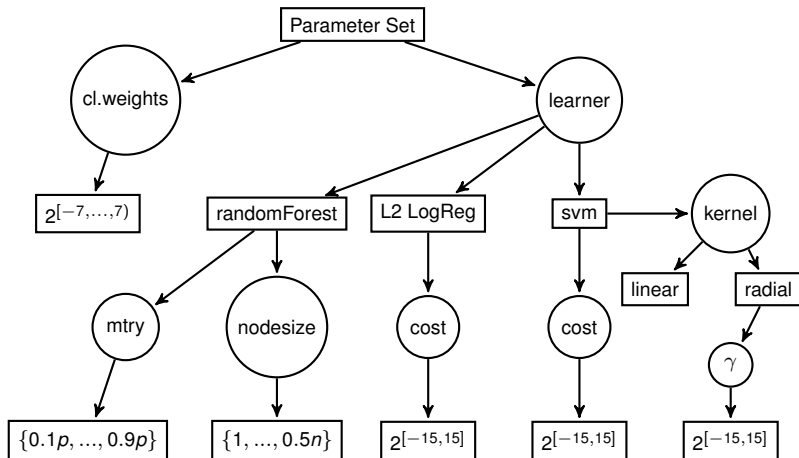 Parameter Set
cl.weights
learner
2^[−7,...,7)
randomForest
L2 LogReg
svm
kernel
linear
radial
mtry
nodesize
cost
cost
γ
{0.1p, ..., 0.9p}
{1, ..., 0.5n}
2^[−15,15]
2^[−15,15]
2^[−15,15]